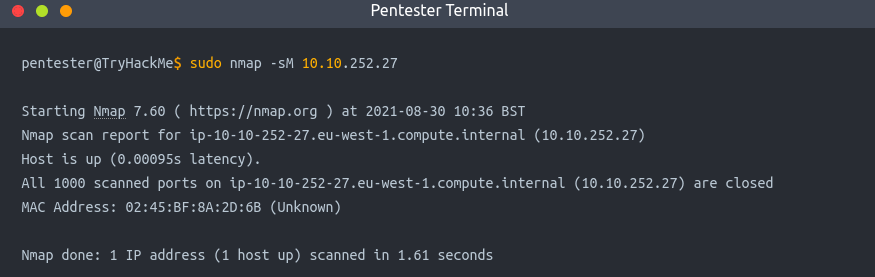 Pentester Terminal
pentester@TryHackMe$ sudo nmap -sM 10.10.252.27
Starting Nmap 7.60 ( https://nmap.org ) at 2021-08-30 10:36 BST
Nmap scan report for ip-10-10-252-27.eu-west-1.compute.internal (10.10.252.27)
Host is up (0.00095s latency).
All 1000 scanned ports on ip-10-10-252-27.eu-west-1.compute.internal (10.10.252.27) are closed
MAC Address: 02:45:BF:8A:2D:6B (Unknown)
Nmap done: 1 IP address (1 host up) scanned in 1.61 seconds